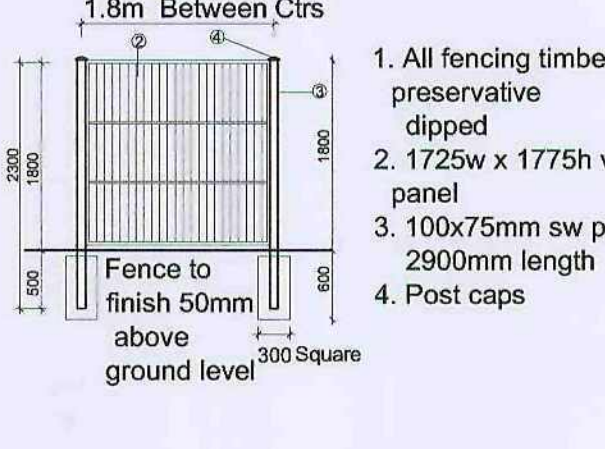 1.8m Between Ctrs
2
4
3
2300
1800
1800
500
600
Fence to
finish 50mm
above
ground level
300 Square
1. All fencing
preservative
dipped
2. 1725w x 1775h
panel
3. 100x75mm sw
2900mm length
4. Post caps